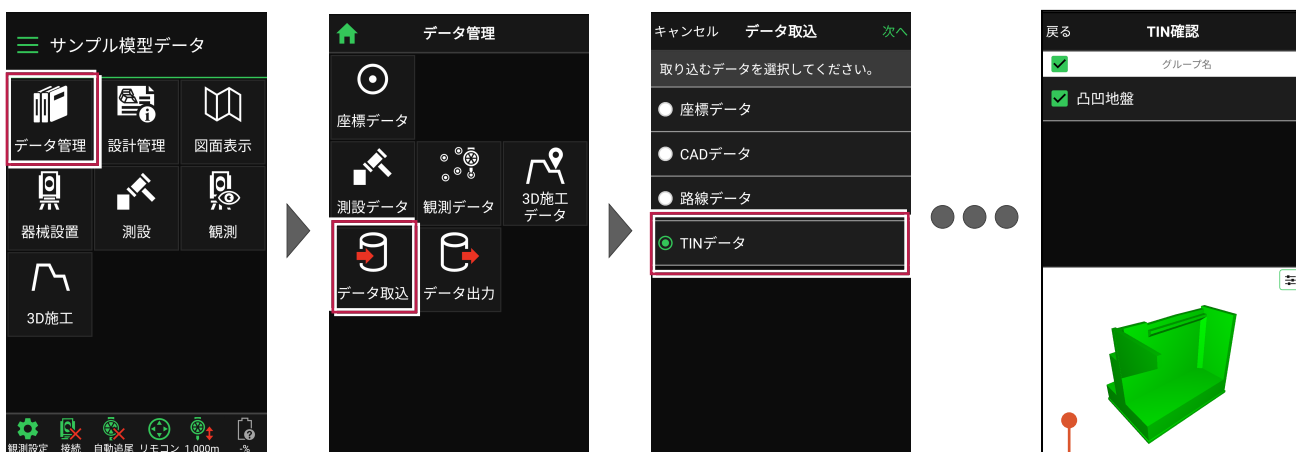 サンプル模型データ
データ管理
設計管理
図面表示
器械設置
測設
観測
3D施工
観測設定
接続
自動追尾
リモコン
1.000m
-%
データ管理
座標データ
測設データ
観測データ
3D施工
データ
データ取込
データ出力
キャンセル
データ取込
次へ
取り込むデータを選択してください。
座標データ
CADデータ
路線データ
TINデータ
戻る
TIN確認
グループ名
凸凹地盤